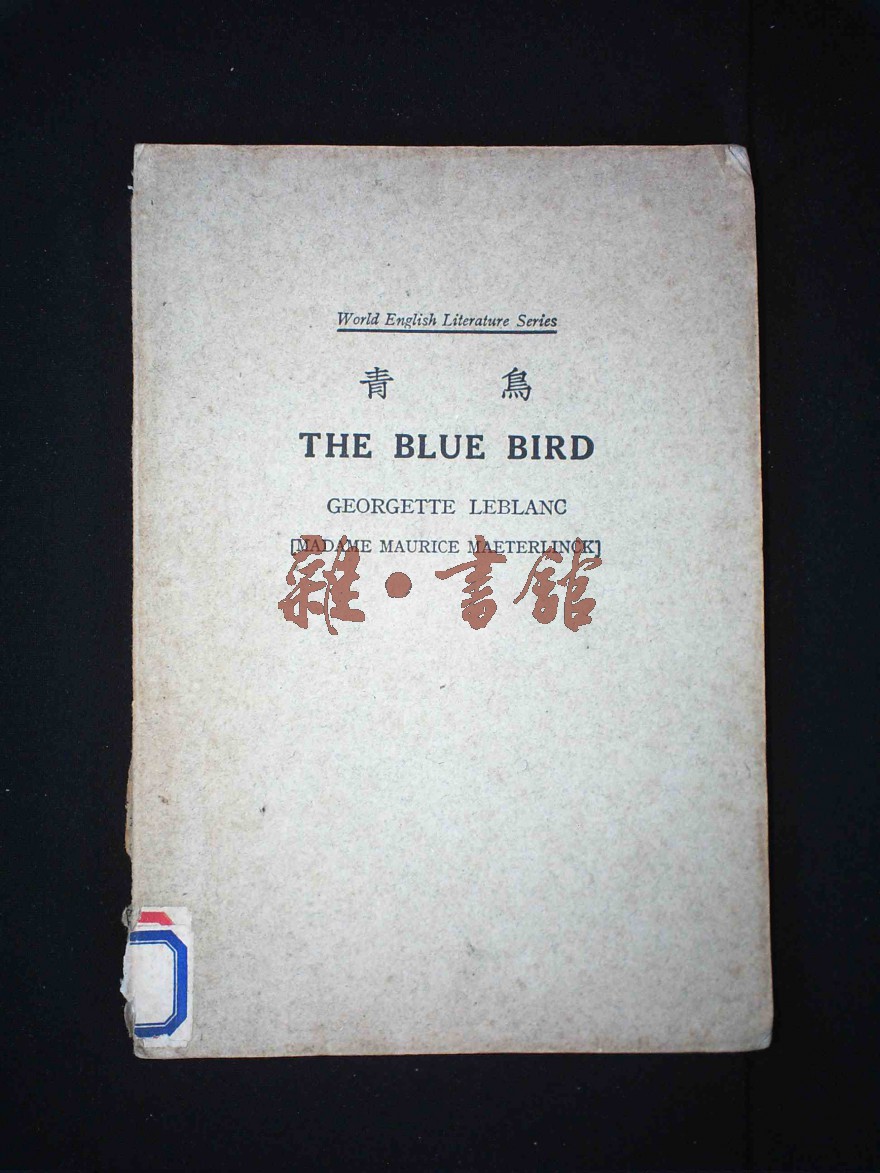 World English Literature Series
青 鳥
THE BLUE BIRD
GEORGETTE LEBLANC
[MADAME MAURICE MAETERLINCK]
雜·書館